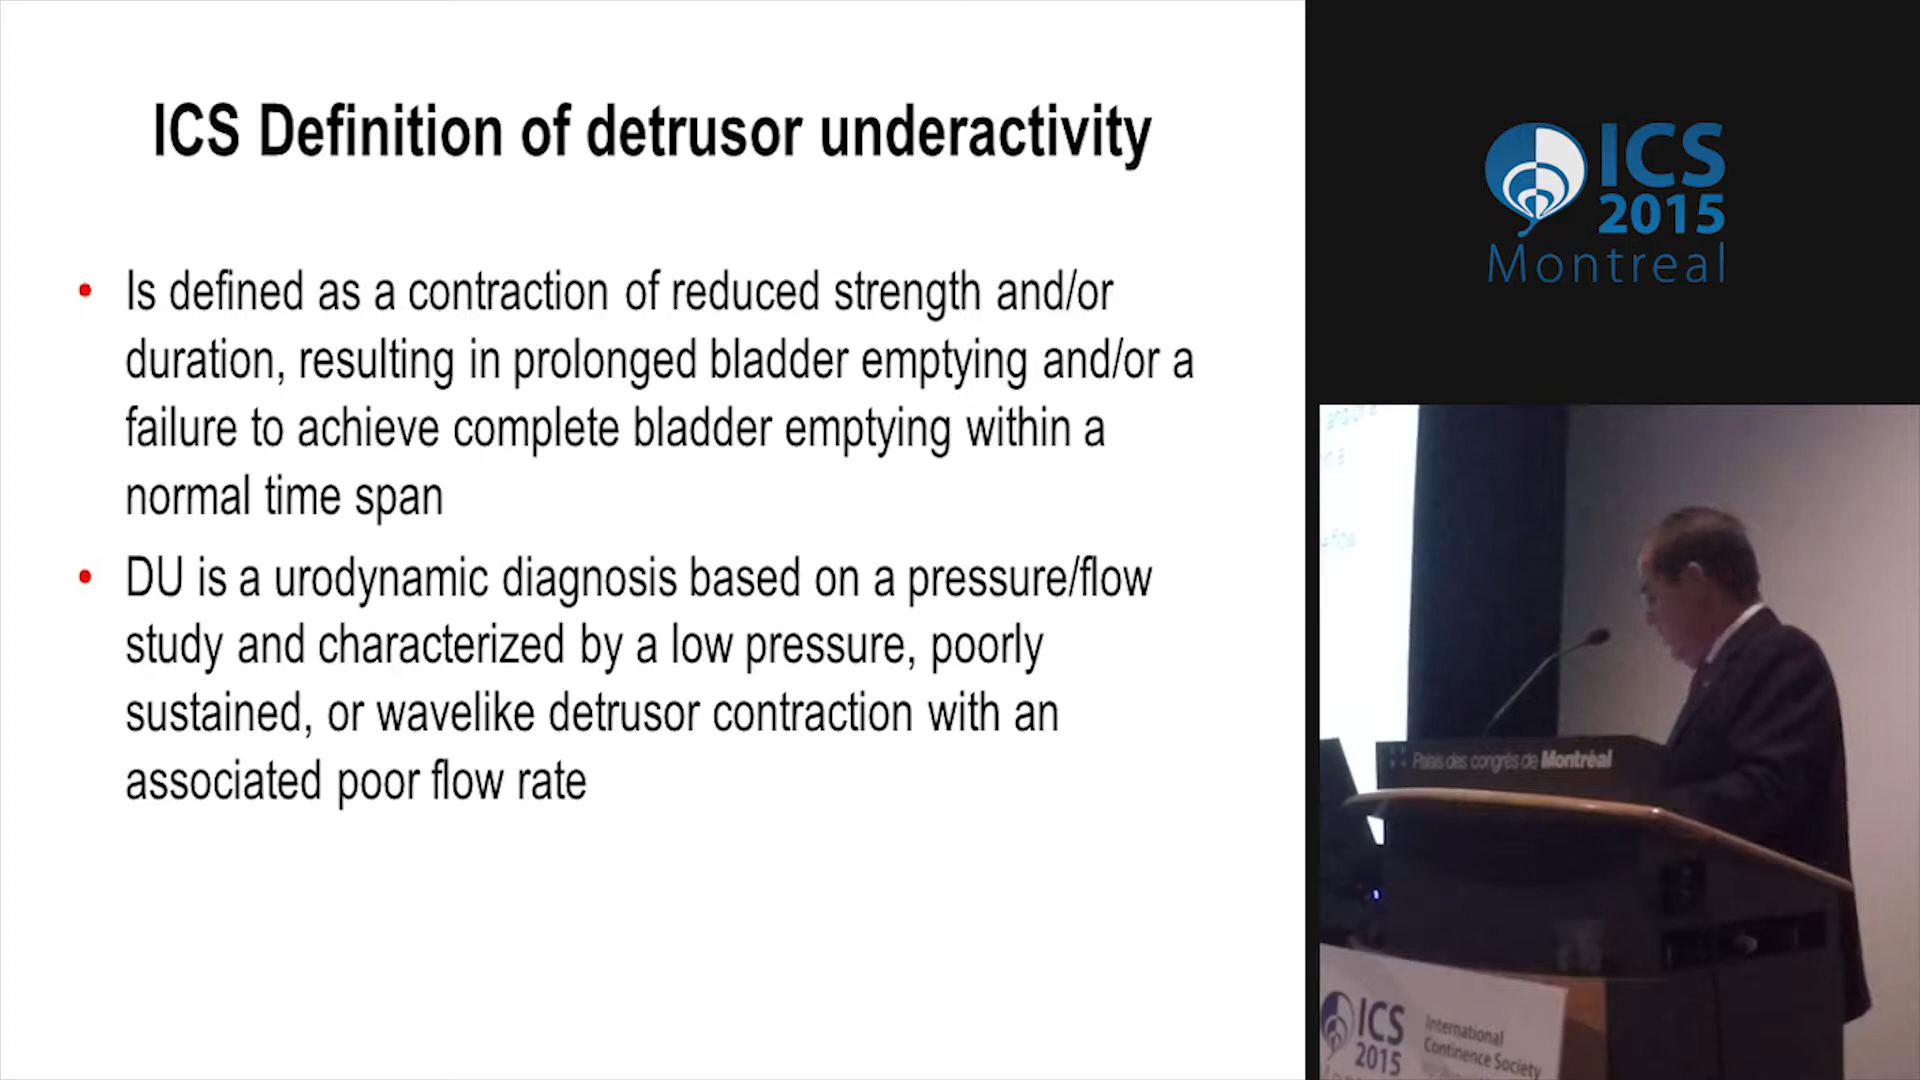 ICS Definition of detrusor underactivity
• Is defined as a contraction of reduced strength and/or
duration, resulting in prolonged bladder emptying and/or a
failure to achieve complete bladder emptying within a
normal time span
• DU is a urodynamic diagnosis based on a pressure/flow
study and characterized by a low pressure, poorly
sustained, or wavelike detrusor contraction with an
associated poor flow rate
ICS
2015
Montreal
Palais des congrès de Montréal
ICS
2015
International
Continence Society